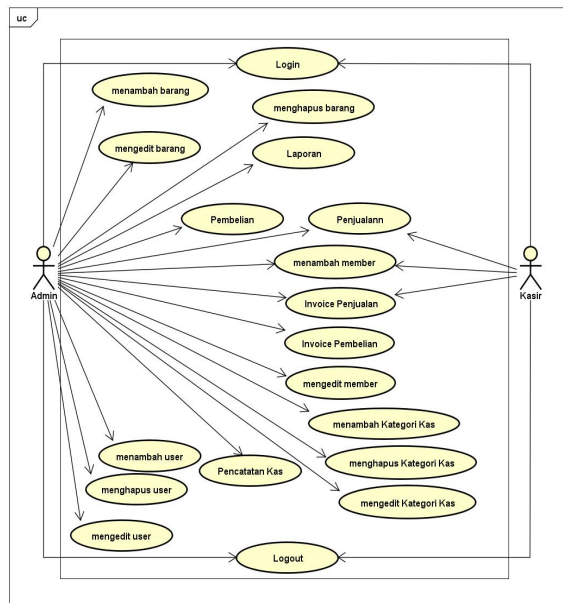 uc
Login
menambah barang
menghapus barang
mengedit barang
Laporan
Pembelian
Penjualann
menambah member
Admin
Kasir
Invoice Penjualan
Invoice Pembelian
mengedit member
menambah Kategori Kas
menambah user
menghapus Kategori Kas
Pencatatan Kas
menghapus user
mengedit Kategori Kas
mengedit user
Logout